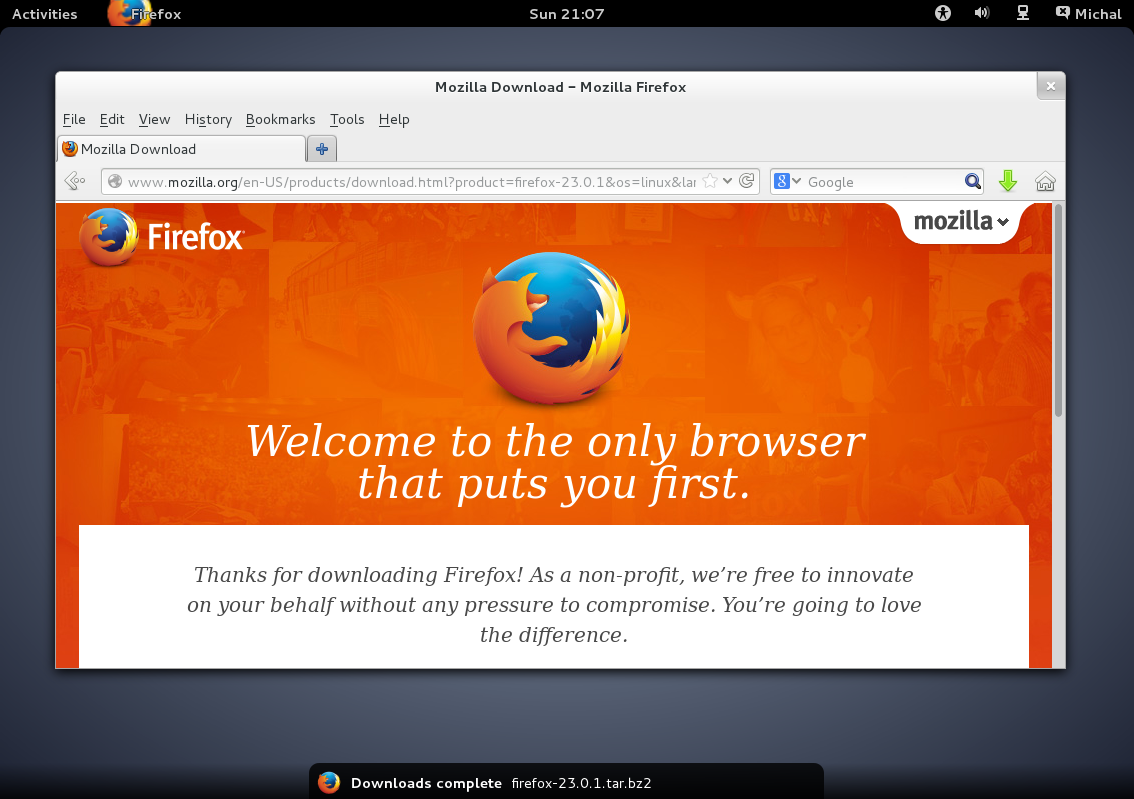 Activities Firefox Sun 21:07 Michal
Mozilla Download – Mozilla Firefox
File Edit View History Bookmarks Tools Help
Mozilla Download
www.mozilla.org/en-US/products/download.html?product=firefox-23.0.1&os=linux&lan Google
Firefox
mozilla
Welcome to the only browser
that puts you first.
Thanks for downloading Firefox! As a non-profit, we’re free to innovate
on your behalf without any pressure to compromise. You’re going to love
the difference.
Downloads complete firefox-23.0.1.tar.bz2